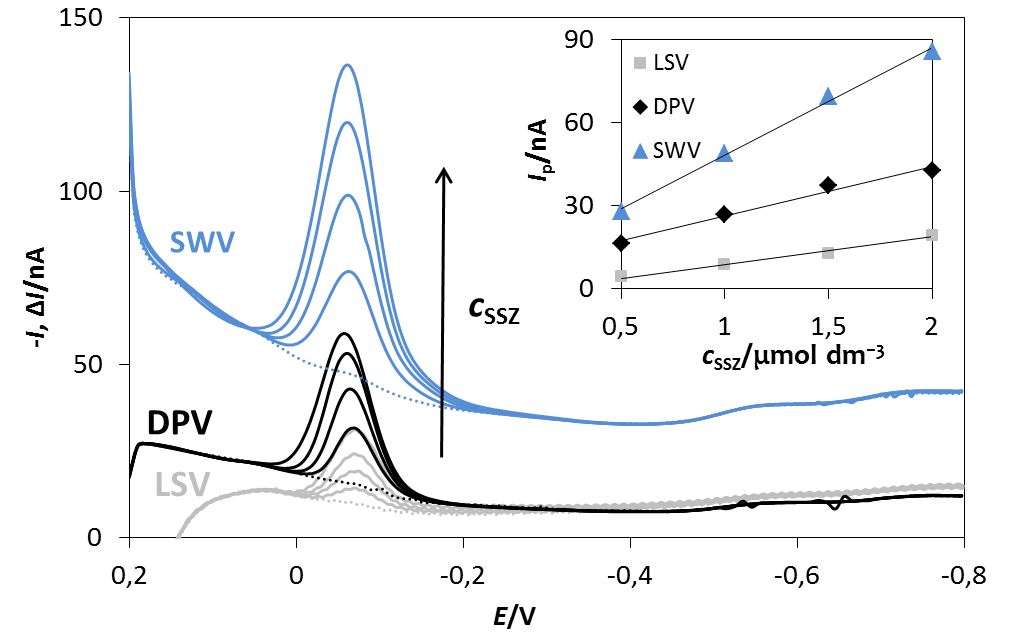 150
100
50
0
-I, ΔI/nA
0,2
0
-0,2
-0,4
-0,6
-0,8
E/V
SWV
DPV
LSV
cSSZ
90
60
30
0
Ip/nA
LSV
DPV
SWV
0,5
1
1,5
2
cSSZ/μmol dm−3